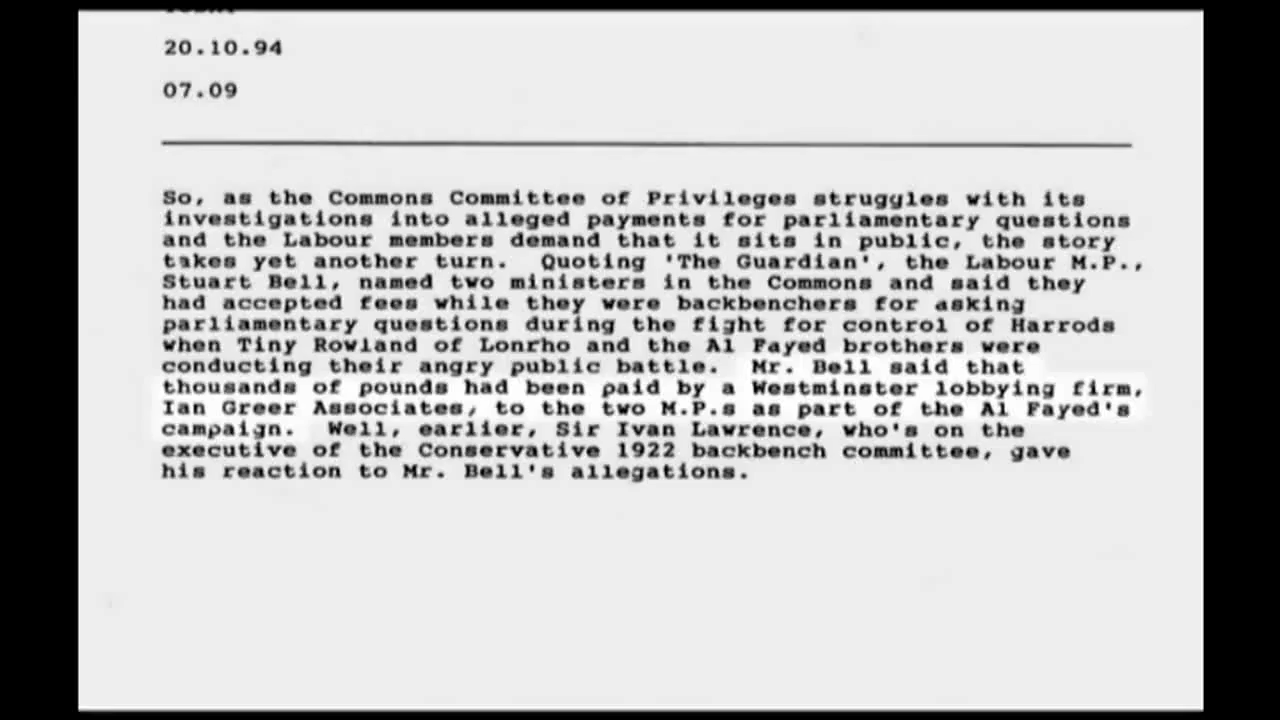 20.10.94
07.09
So, as the Commons Committee of Privileges struggles with its
investigations into alleged payments for parliamentary questions
and the Labour members demand that it sits in public, the story
takes yet another turn. Quoting 'The Guardian', the Labour M.P.,
Stuart Bell, named two ministers in the Commons and said they
had accepted fees while they were backbenchers for asking
parliamentary questions during the fight for control of Harrods
when Tiny Rowland of Lonrho and the Al Fayed brothers were
conducting their angry public battle. Mr. Bell said that
thousands of pounds had been paid by a Westminster lobbying firm,
Ian Greer Associates, to the two M.P.s as part of the Al Fayed's
campaign. Well, earlier, Sir Ivan Lawrence, who's on the
executive of the Conservative 1922 backbench committee, gave
his reaction to Mr. Bell's allegations.